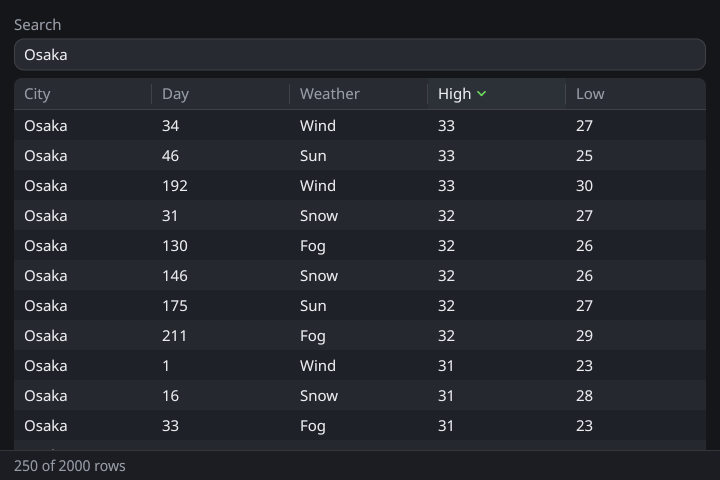 Search
Osaka
City Day Weather High Low
Osaka 34 Wind 33 27
Osaka 46 Sun 33 25
Osaka 192 Wind 33 30
Osaka 31 Snow 32 27
Osaka 130 Fog 32 26
Osaka 146 Snow 32 26
Osaka 175 Sun 32 27
Osaka 211 Fog 32 29
Osaka 1 Wind 31 23
Osaka 16 Snow 31 28
Osaka 33 Fog 31 23
250 of 2000 rows